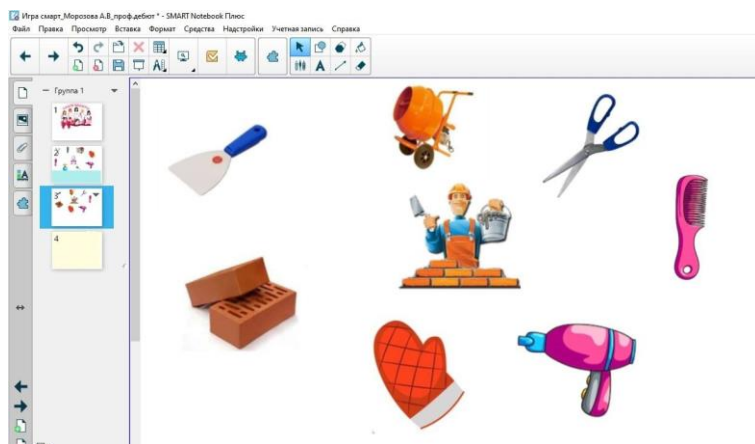 Игра смарт_Морозова А.В_проф.дебют * - SMART Notebook Плюс
Файл Правка Просмотр Вставка Формат Средства Надстройки Учетная запись Справка
Группа 1
1
2
3
4